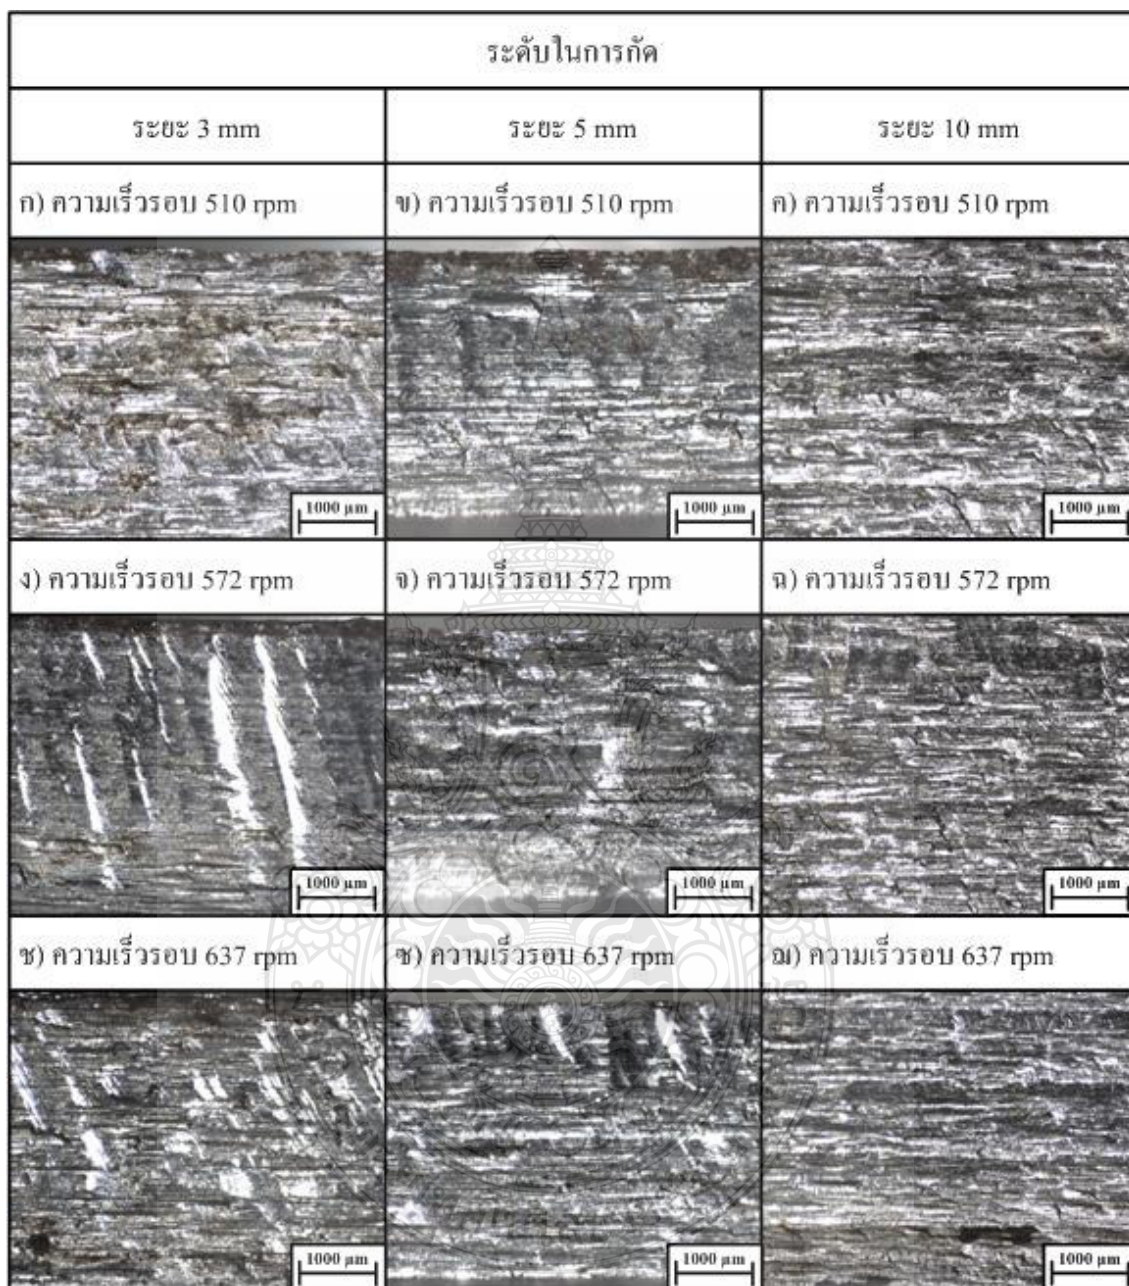 ระดับในการกัด
ระยะ 3 mm
ระยะ 5 mm
ระยะ 10 mm
ก) ความเร็วรอบ 510 rpm
ข) ความเร็วรอบ 510 rpm
ค) ความเร็วรอบ 510 rpm
1000 µm
1000 µm
1000 µm
ง) ความเร็วรอบ 572 rpm
จ) ความเร็วรอบ 572 rpm
ฉ) ความเร็วรอบ 572 rpm
1000 µm
1000 µm
1000 µm
ช) ความเร็วรอบ 637 rpm
ซ) ความเร็วรอบ 637 rpm
ฌ) ความเร็วรอบ 637 rpm
1000 µm
1000 µm
1000 µm